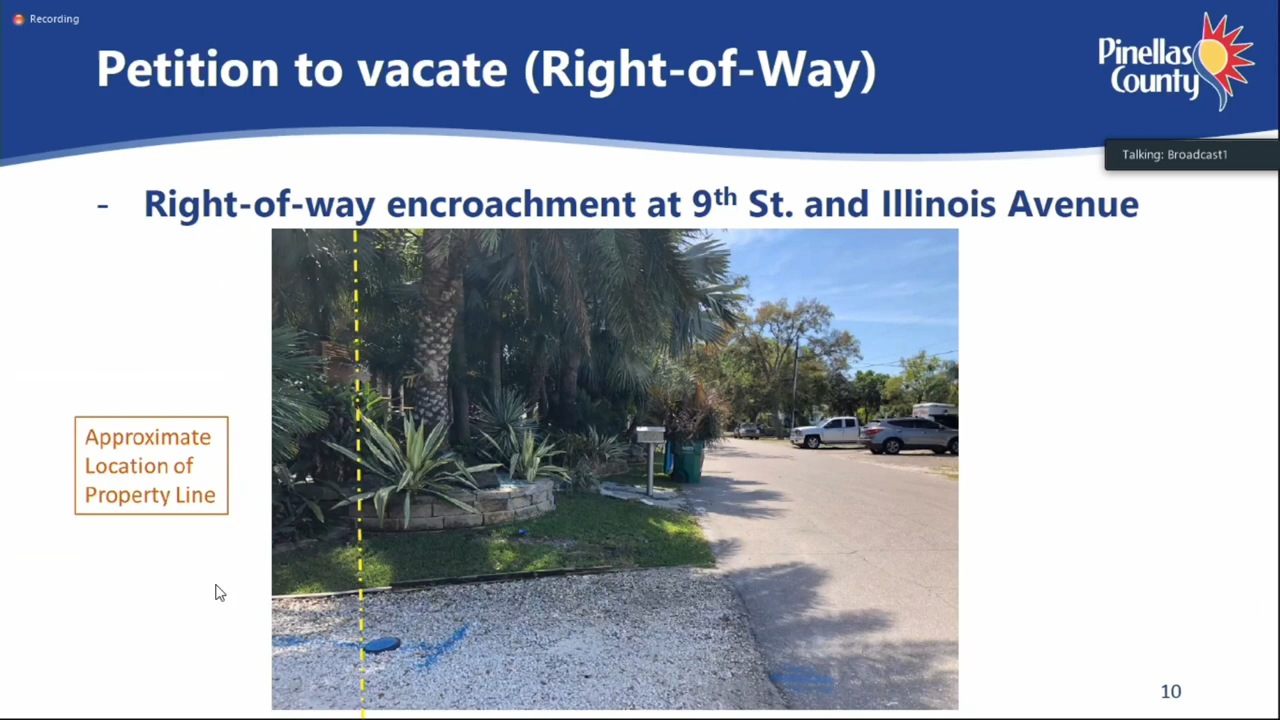 Recording
Petition to vacate (Right-of-Way)
Pinellas
County
Talking: Broadcast1
- Right-of-way encroachment at 9th St. and Illinois Avenue
Approximate
Location of
Property Line
10